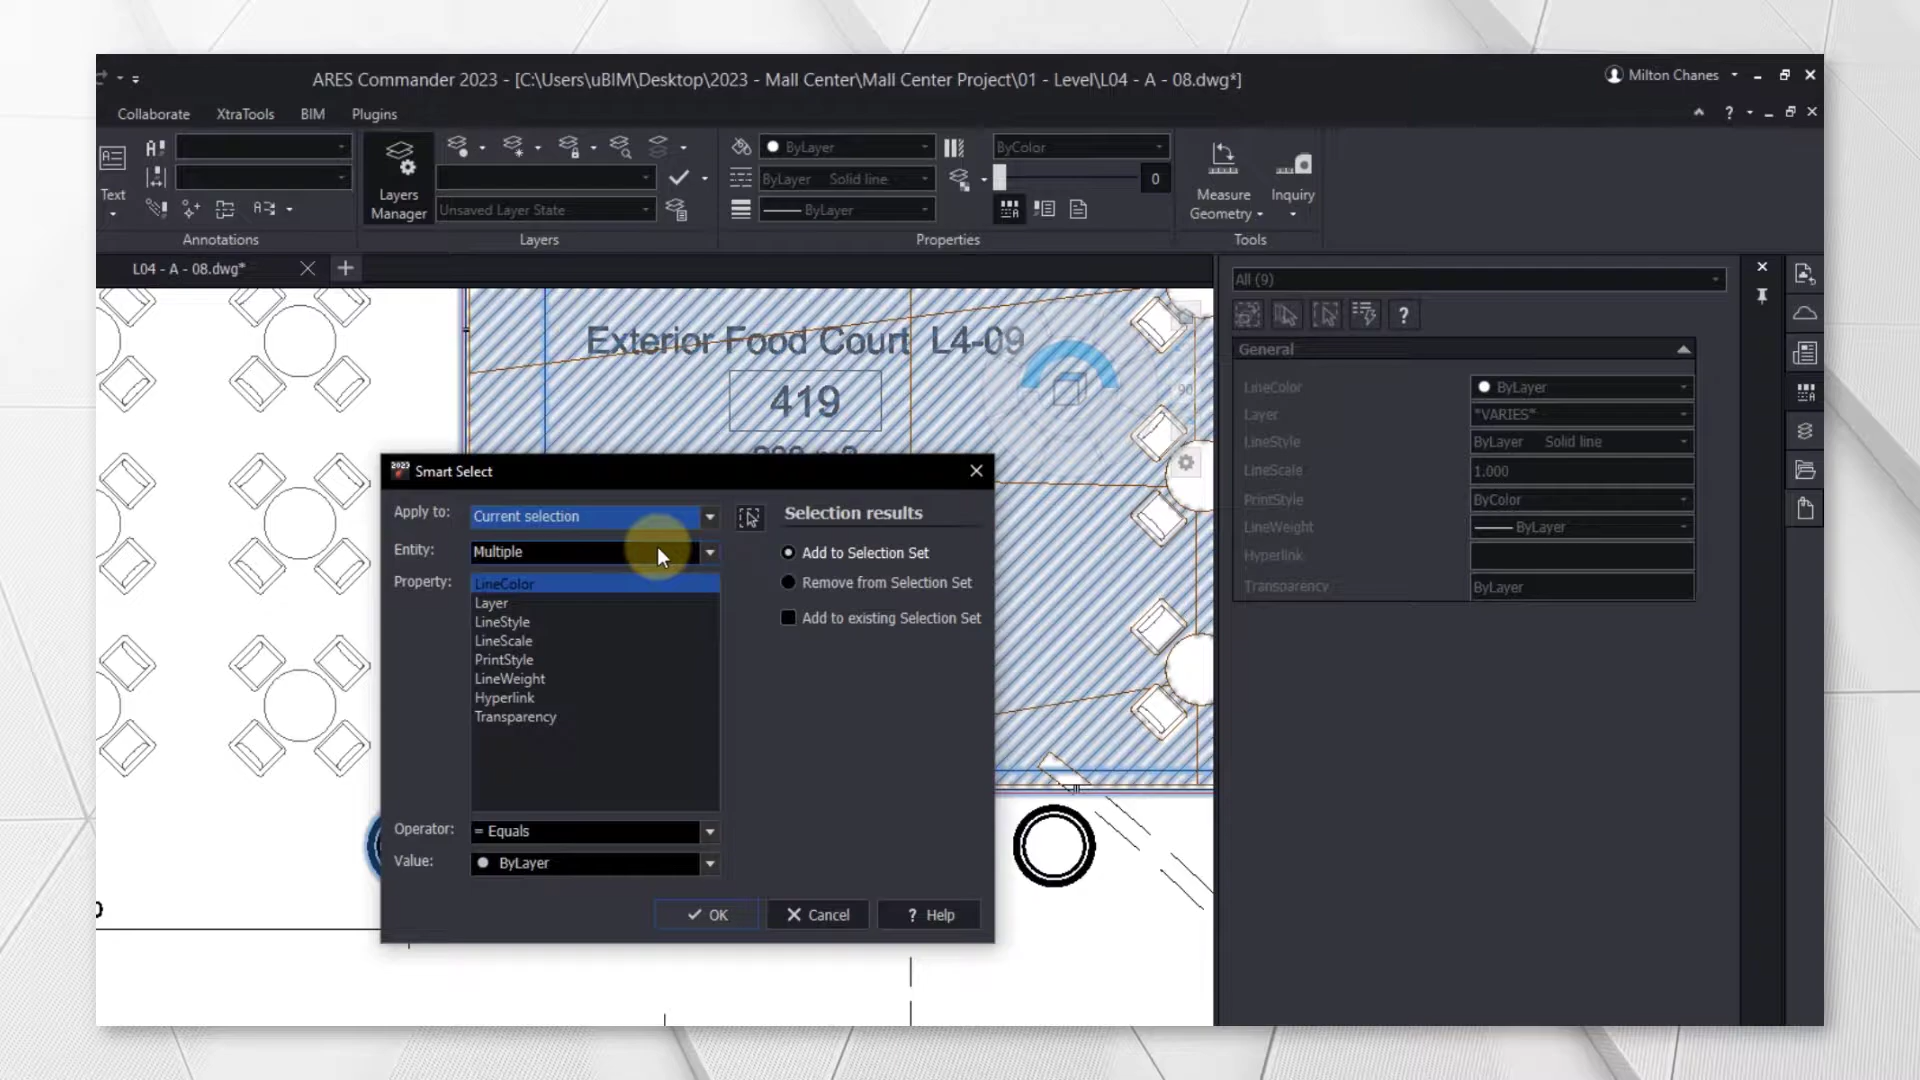 ARES Commander 2023 - [C:\Users\uBIM\Desktop\2023 - Mall Center\Mall Center Project\01 - Level\L04 - A - 08.dwg*]
Milton Chanes
Collaborate XtraTools BIM Plugins
Text
Layers
Manager
Unsaved Layer State
ByLayer
ByLayer Solid line
ByLayer
ByColor
0
Measure
Geometry
Inquiry
Annotations
Layers
Properties
Tools
L04 - A - 08.dwg*
Exterior Food Court L4-09
419
90
Smart Select
Apply to: Current selection
Entity: Multiple
Property: LineColor
Layer
LineStyle
LineScale
PrintStyle
LineWeight
Hyperlink
Transparency
Operator: = Equals
Value: ByLayer
Selection results
Add to Selection Set
Remove from Selection Set
Add to existing Selection Set
OK
Cancel
? Help
All (9)
?
General
LineColor ByLayer
Layer *VARIES*
LineStyle ByLayer Solid line
LineScale 1.000
PrintStyle ByColor
LineWeight ByLayer
Hyperlink
Transparency ByLayer